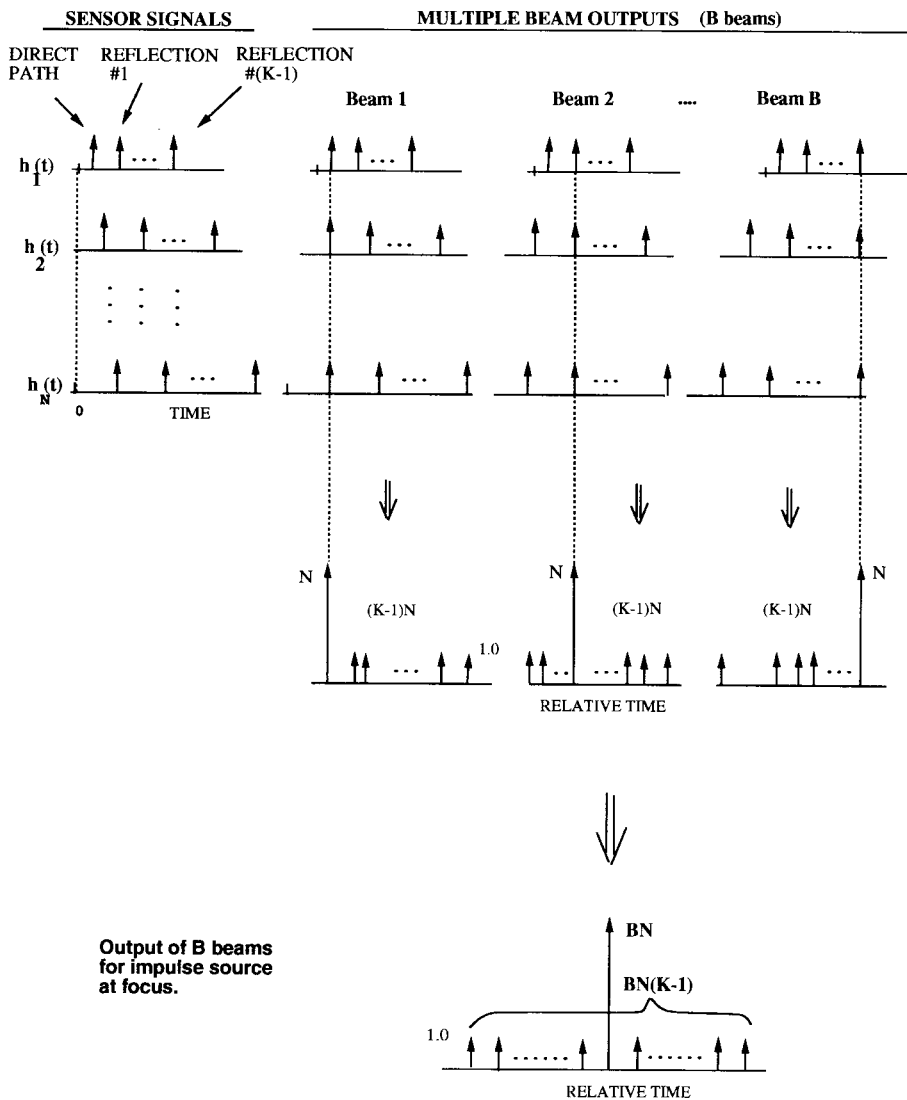 SENSOR SIGNALS
MULTIPLE BEAM OUTPUTS (B beams)
DIRECT PATH
REFLECTION #1
REFLECTION #(K-1)
Beam 1
Beam 2
....
Beam B
h (t)
1
...
...
...
...
h (t)
2
...
...
...
...
h (t)
N
...
...
...
...
0
TIME
N
(K-1)N
1.0
...
N
(K-1)N
..
...
(K-1)N
N
....
RELATIVE TIME
Output of B beams
for impulse source
at focus.
BN
BN(K-1)
1.0
........
........
RELATIVE TIME